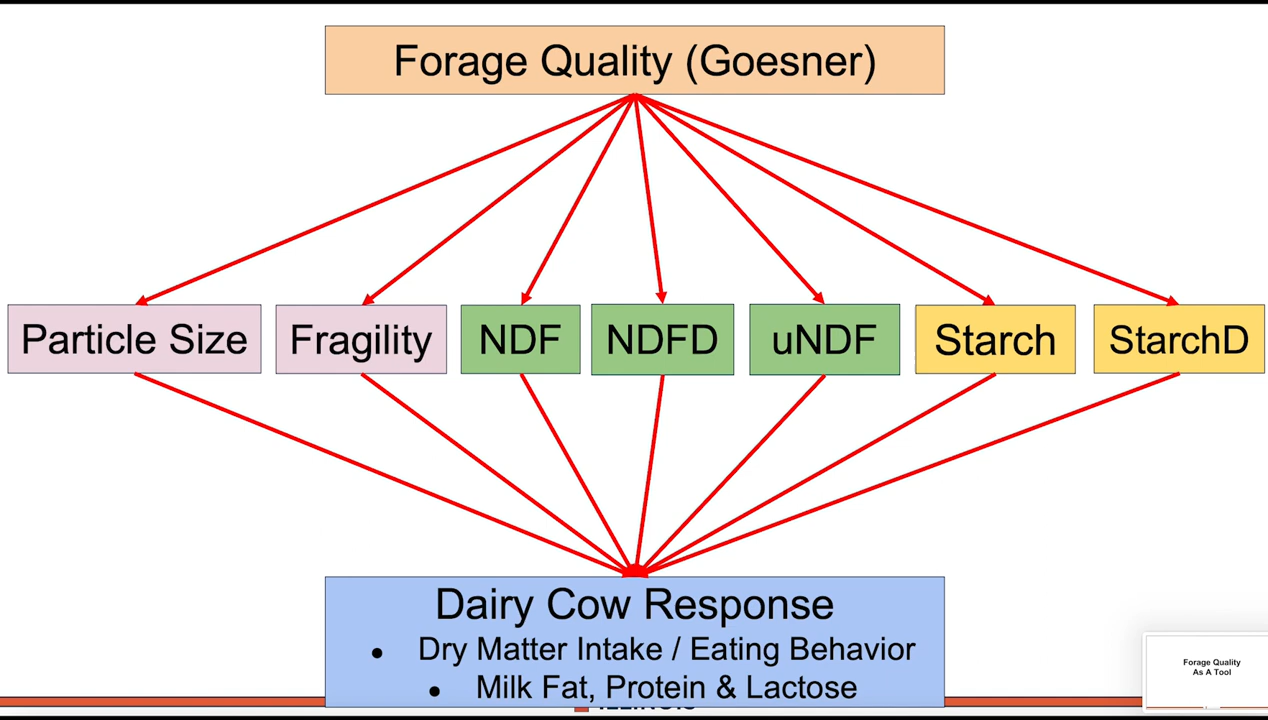 Forage Quality (Goesner)
Particle Size
Fragility
NDF
NDFD
uNDF
Starch
StarchD
Dairy Cow Response
● Dry Matter Intake / Eating Behavior
● Milk Fat, Protein & Lactose
ILLINOIS
Forage Quality
As A Tool